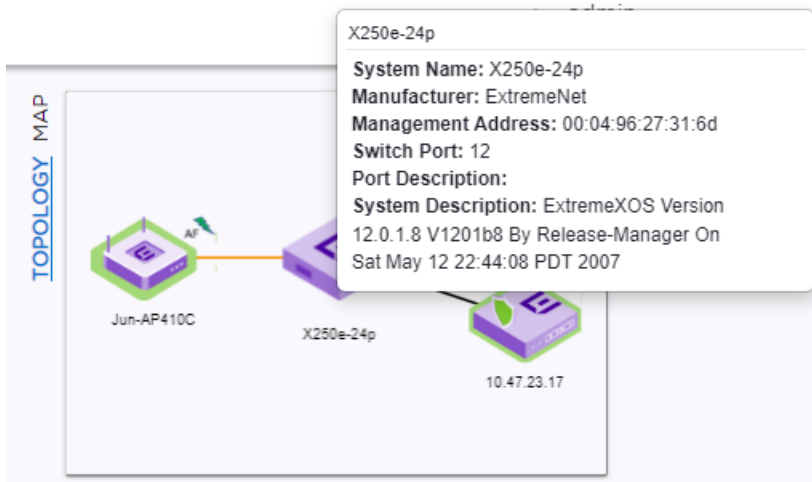 X250e-24p
System Name: X250e-24p
Manufacturer: ExtremeNet
Management Address: 00:04:96:27:31:6d
Switch Port: 12
Port Description:
System Description: ExtremeXOS Version
12.0.1.8 V1201b8 By Release-Manager On
Sat May 12 22:44:08 PDT 2007
TOPOLOGY MAP
AF
Jun-AP410C
X250e-24p
10.47.23.17